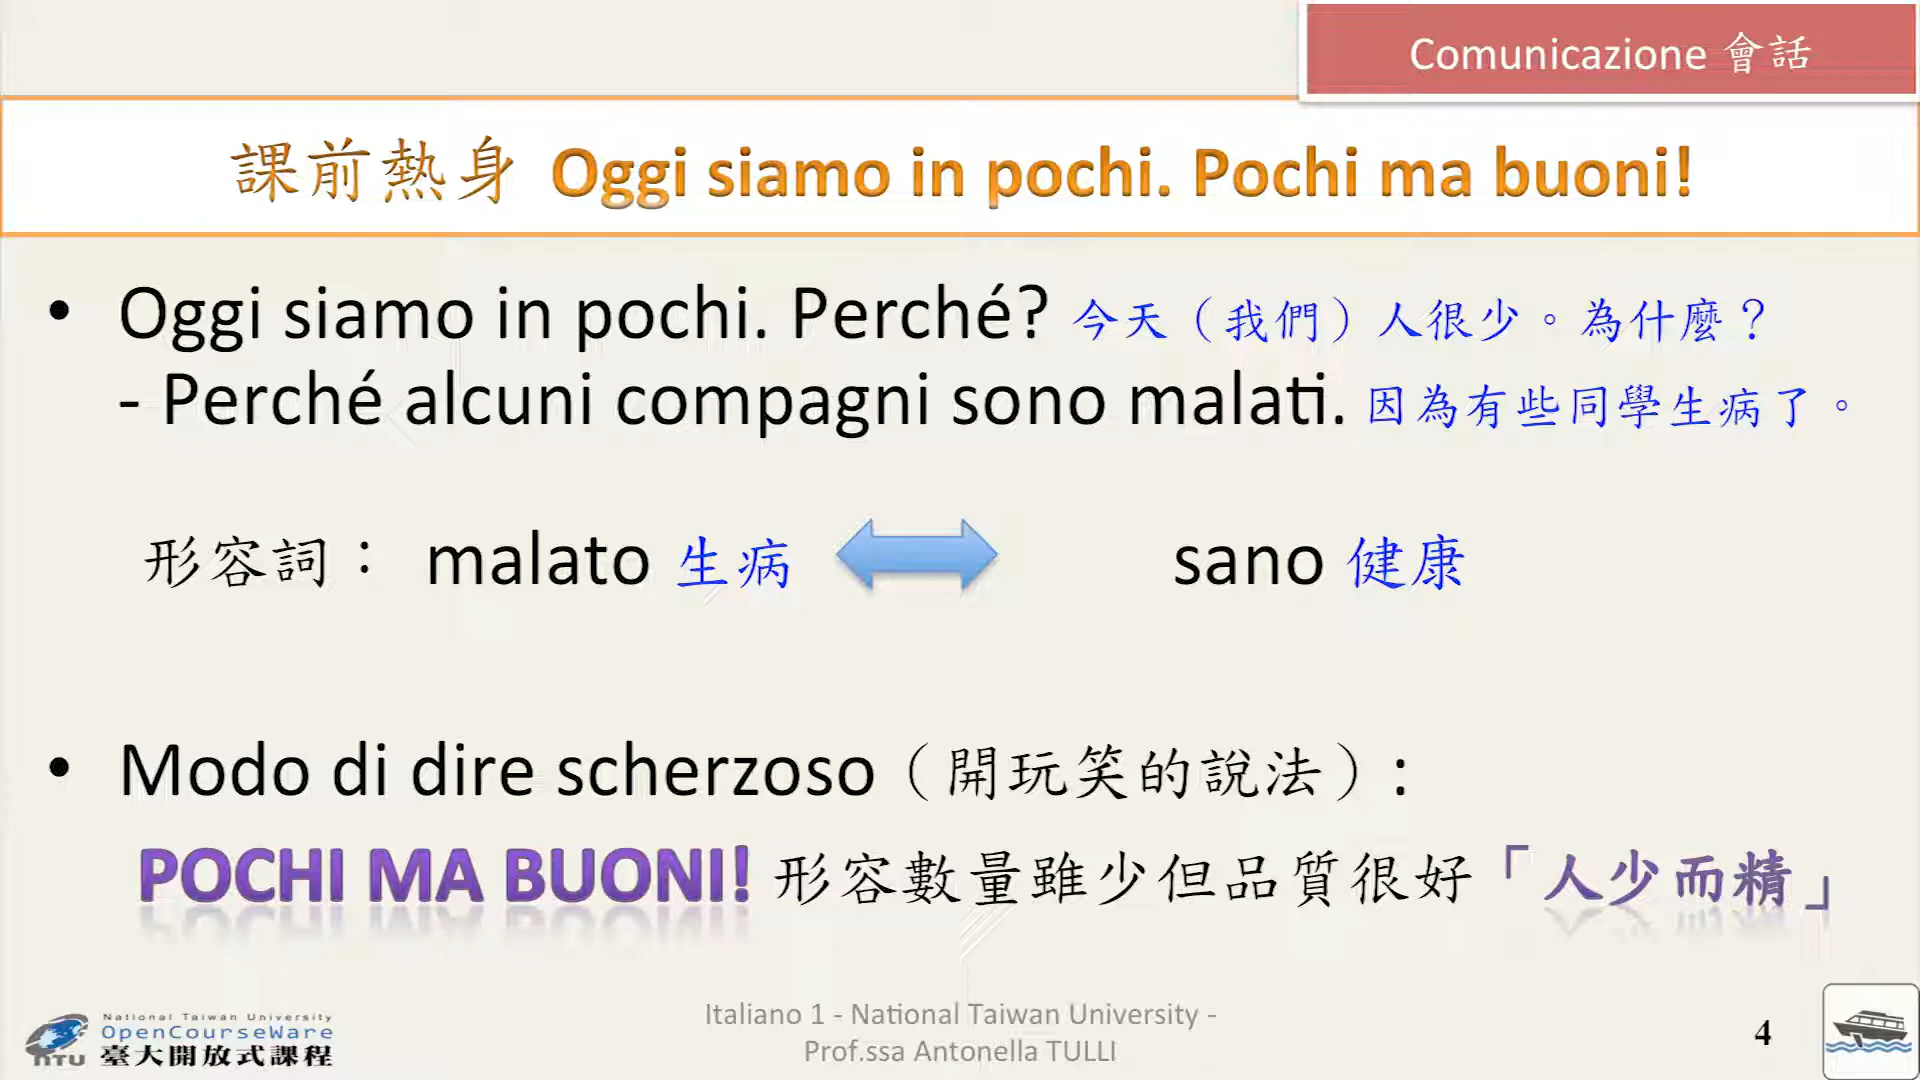 Comunicazione 會話
課前熱身 Oggi siamo in pochi. Pochi ma buoni!
• Oggi siamo in pochi. Perché? 今天（我們）人很少。為什麼？
- Perché alcuni compagni sono malati. 因為有些同學生病了。
形容詞： malato 生病 sano 健康
• Modo di dire scherzoso（開玩笑的說法）:
POCHI MA BUONI! 形容數量雖少但品質很好「人少而精」
National Taiwan University
OpenCourseWare
NTU 臺大開放式課程
Italiano 1 - National Taiwan University -
Prof.ssa Antonella TULLI
4